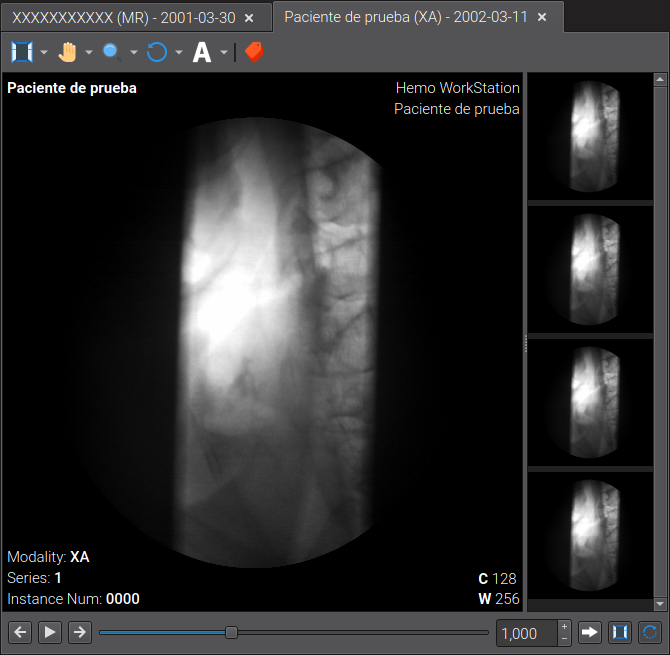 XXXXXXXXXXX (MR) - 2001-03-30
Paciente de prueba (XA) - 2002-03-11
A
Paciente de prueba
Hemo WorkStation
Paciente de prueba
Modality: XA
Series: 1
Instance Num: 0000
C 128
W 256
1,000